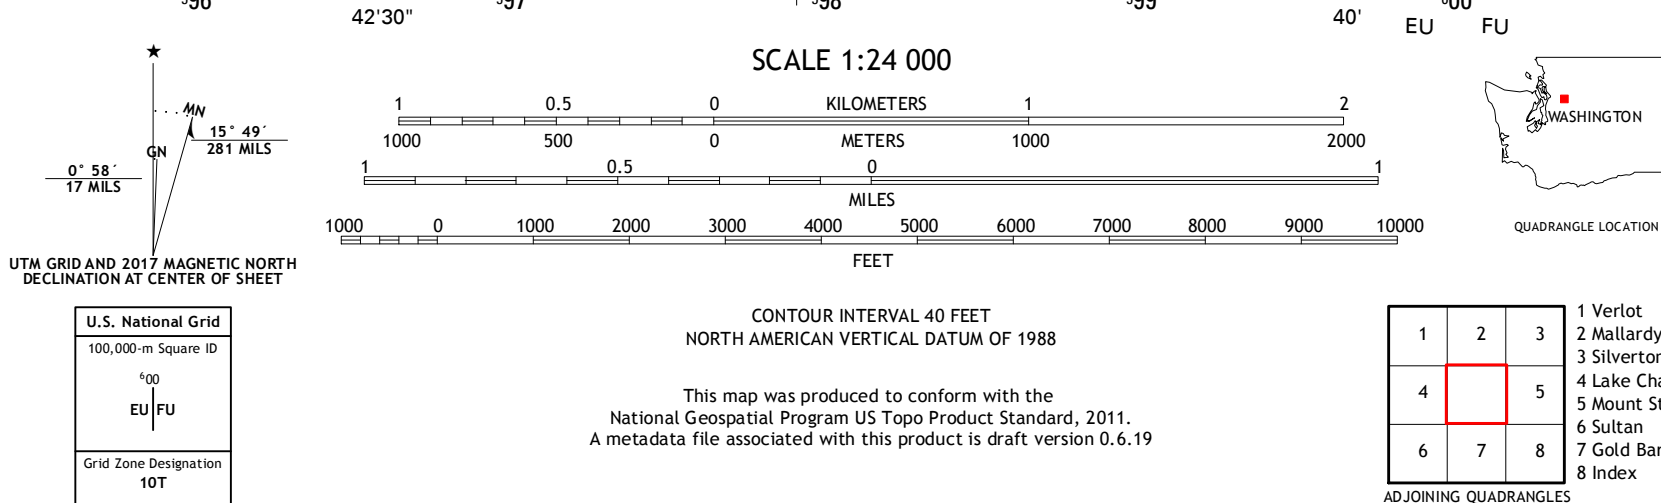 42'30" 40'
EU FU
SCALE 1:24 000
1 0.5 0 KILOMETERS 1 2
1000 500 0 METERS 1000 2000
1 0.5 0 1
MILES
1000 0 1000 2000 3000 4000 5000 6000 7000 8000 9000 10000
FEET
MN
GN
15° 49´
281 MILS
0° 58´
17 MILS
UTM GRID AND 2017 MAGNETIC NORTH
DECLINATION AT CENTER OF SHEET
WASHINGTON
QUADRANGLE LOCATION
U.S. National Grid
100,000-m Square ID
⁶00
EU FU
Grid Zone Designation
10T
CONTOUR INTERVAL 40 FEET
NORTH AMERICAN VERTICAL DATUM OF 1988
This map was produced to conform with the
National Geospatial Program US Topo Product Standard, 2011.
A metadata file associated with this product is draft version 0.6.19
1 2 3
4 5
6 7 8
ADJOINING QUADRANGLES
1 Verlot
2 Mallardy
3 Silverton
4 Lake Cha
5 Mount St
6 Sultan
7 Gold Bar
8 Index